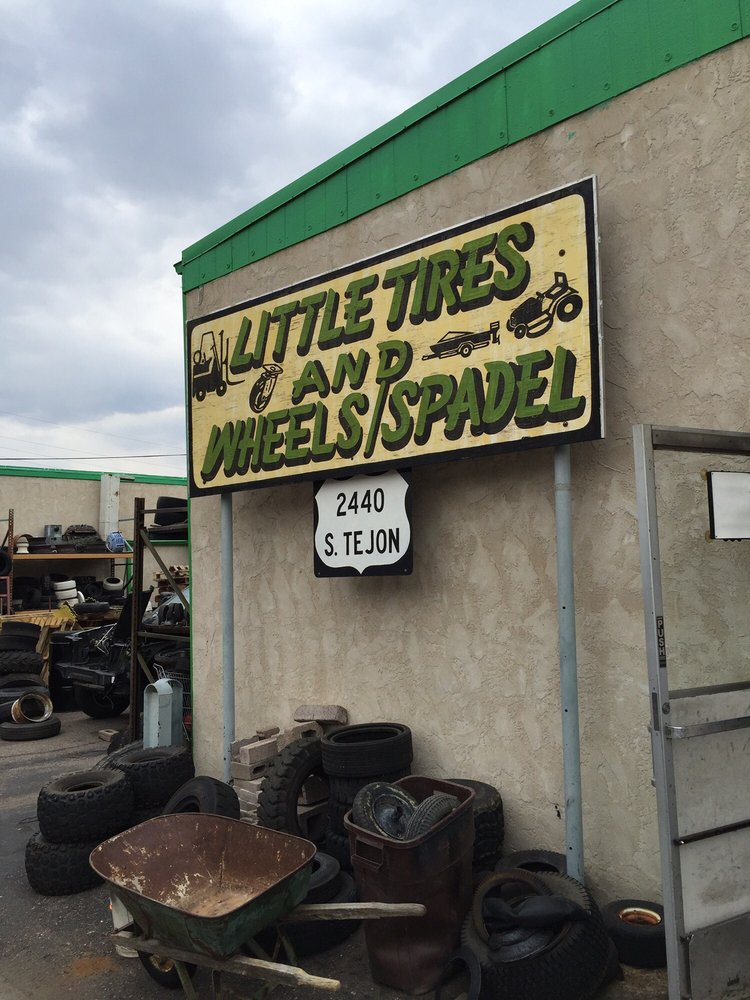 LITTLE TIRES
AND
WHEELS/SPADEL
2440
S. TEJON
PUSH